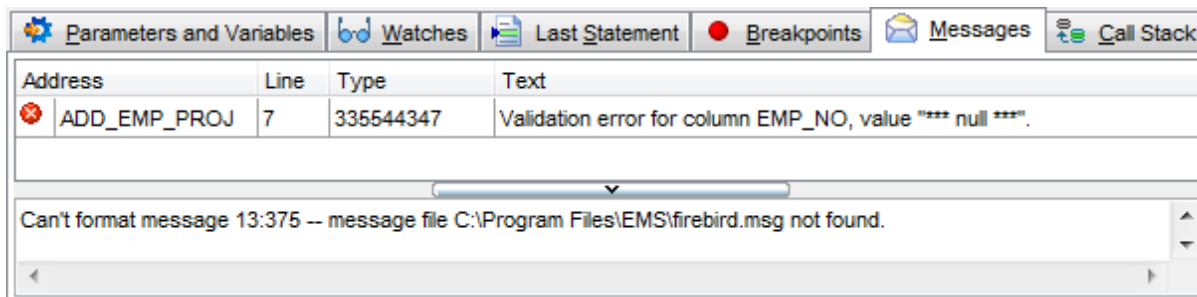 Parameters and Variables Watches Last Statement Breakpoints Messages Call Stack
Address Line Type Text
ADD_EMP_PROJ 7 335544347 Validation error for column EMP_NO, value "*** null ***".
Can't format message 13:375 -- message file C:\Program Files\EMS\firebird.msg not found.